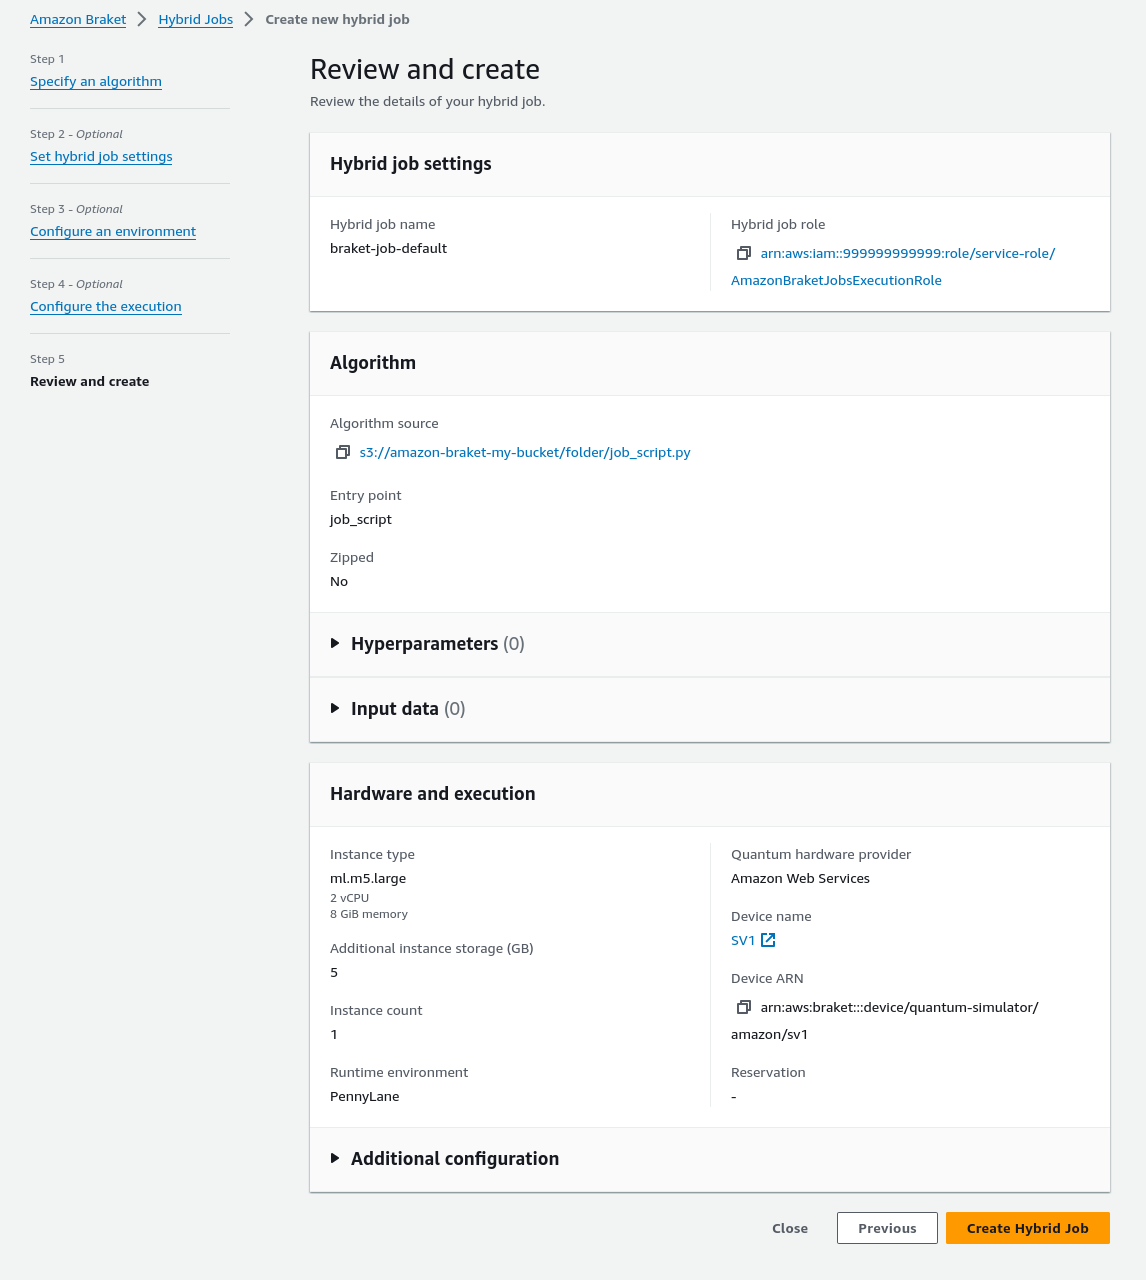 Amazon Braket > Hybrid Jobs > Create new hybrid job
Step 1
Specify an algorithm
Step 2 - Optional
Set hybrid job settings
Step 3 - Optional
Configure an environment
Step 4 - Optional
Configure the execution
Step 5
Review and create
Review and create
Review the details of your hybrid job.
Hybrid job settings
Hybrid job name
braket-job-default
Hybrid job role
arn:aws:iam::999999999999:role/service-role/
AmazonBraketJobsExecutionRole
Algorithm
Algorithm source
s3://amazon-braket-my-bucket/folder/job_script.py
Entry point
job_script
Zipped
No
Hyperparameters (0)
Input data (0)
Hardware and execution
Instance type
ml.m5.large
2 vCPU
8 GiB memory
Additional instance storage (GB)
5
Instance count
1
Runtime environment
PennyLane
Quantum hardware provider
Amazon Web Services
Device name
SV1
Device ARN
arn:aws:braket:::device/quantum-simulator/
amazon/sv1
Reservation
-
Additional configuration
Close
Previous
Create Hybrid Job